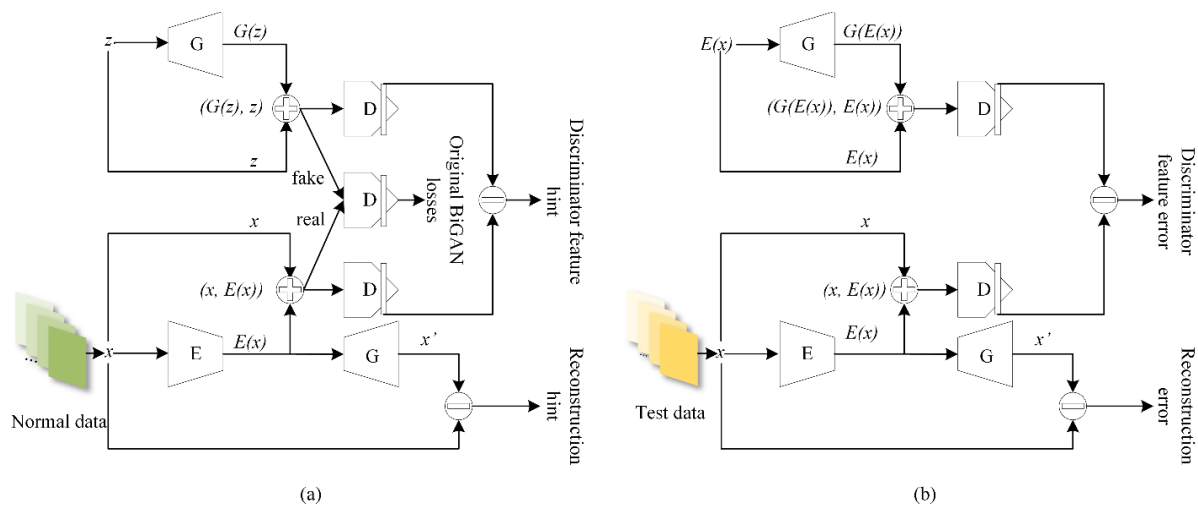 z
G
G(z)
(G(z), z)
D
z
fake
D
Original BiGAN
losses
real
x
Discriminator feature
hint
(x, E(x))
D
...
x
E
E(x)
G
x’
Normal data
Reconstruction
hint
(a)
E(x)
G
G(E(x))
(G(E(x)), E(x))
D
E(x)
Discriminator
feature error
x
(x, E(x))
D
...
x
E
E(x)
G
x’
Test data
Reconstruction
error
(b)